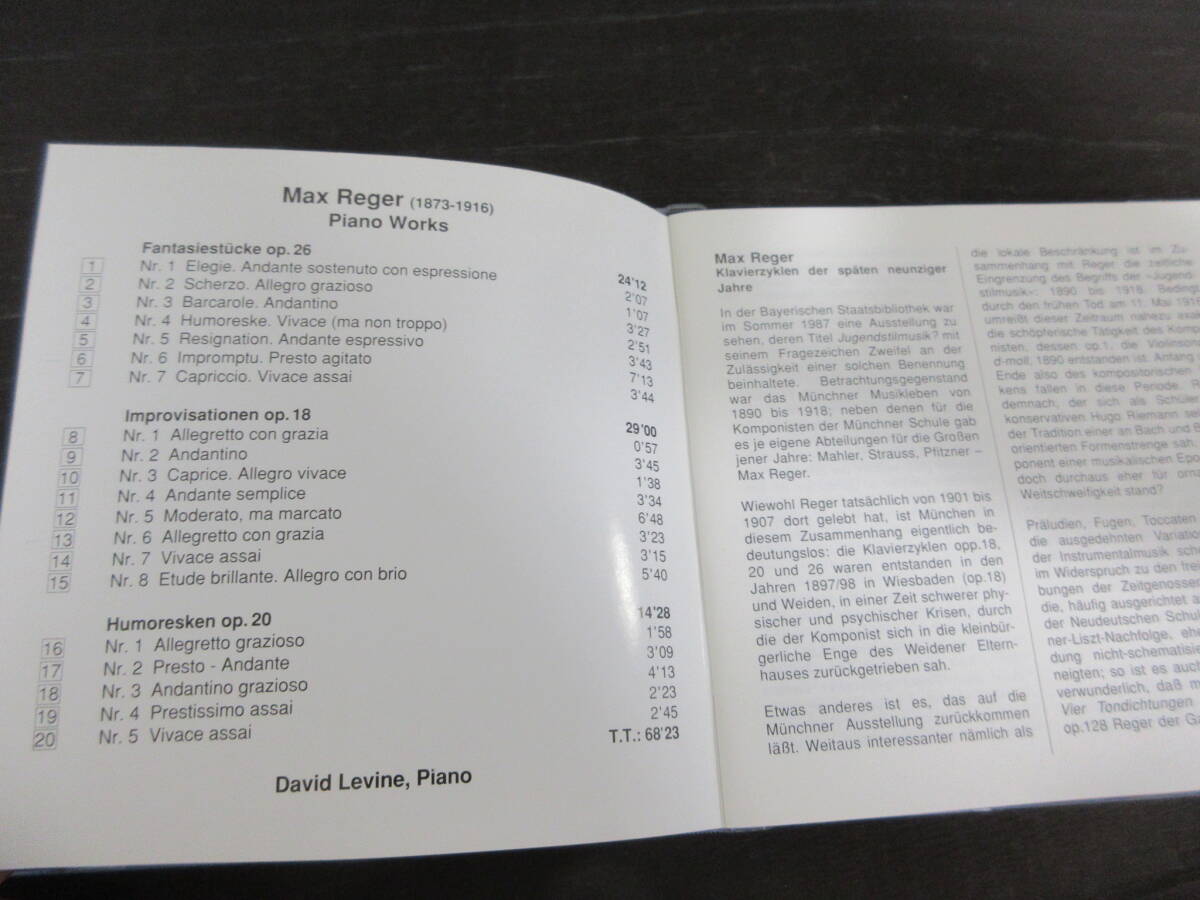 Max Reger (1873-1916)
Piano Works
Fantasiestücke op. 26 24'12
1 Nr. 1 Elegie. Andante sostenuto con espressione 2'07
2 Nr. 2 Scherzo. Allegro grazioso 1'07
3 Nr. 3 Barcarole. Andantino 3'27
4 Nr. 4 Humoreske. Vivace (ma non troppo) 2'51
5 Nr. 5 Resignation. Andante espressivo 3'43
6 Nr. 6 Impromptu. Presto agitato 7'13
7 Nr. 7 Capriccio. Vivace assai 3'44
Improvisationen op. 18 29'00
8 Nr. 1 Allegretto con grazia 0'57
9 Nr. 2 Andantino 3'45
10 Nr. 3 Caprice. Allegro vivace 1'38
11 Nr. 4 Andante semplice 3'34
12 Nr. 5 Moderato, ma marcato 6'48
13 Nr. 6 Allegretto con grazia 3'23
14 Nr. 7 Vivace assai 3'15
15 Nr. 8 Etude brillante. Allegro con brio 5'40
Humoresken op. 20 14'28
16 Nr. 1 Allegretto grazioso 1'58
17 Nr. 2 Presto - Andante 3'09
18 Nr. 3 Andantino grazioso 4'13
19 Nr. 4 Prestissimo assai 2'23
20 Nr. 5 Vivace assai 2'45
T.T.: 68'23
David Levine, Piano
Max Reger
Klavierzyklen der späten neunziger
Jahre
In der Bayerischen Staatsbibliothek war
im Sommer 1987 eine Ausstellung zu
sehen, deren Titel Jugendstilmusik? mit
seinem Fragezeichen Zweifel an der
Zulässigkeit einer solchen Benennung
beinhaltete. Betrachtungsgegenstand
war das Münchner Musikleben von
1890 bis 1918; neben denen für die
Komponisten der Münchner Schule gab
es je eigene Abteilungen für die Großen
jener Jahre: Mahler, Strauss, Pfitzner –
Max Reger.
Wiewohl Reger tatsächlich von 1901 bis
1907 dort gelebt hat, ist München in
diesem Zusammenhang eigentlich be-
deutungslos: die Klavierzyklen opp.18,
20 und 26 waren entstanden in den
Jahren 1897/98 in Wiesbaden (op.18)
und Weiden, in einer Zeit schwerer phy-
sischer und psychischer Krisen, durch
die der Komponist sich in die kleinbür-
gerliche Enge des Weidener Eltern-
hauses zurückgetrieben sah.
Etwas anderes ist es, das auf die
Münchner Ausstellung zurückkommen
läßt. Weitaus interessanter nämlich als
die lokale Beschränkung ist im Zu-
sammenhang mit Reger die zeitliche
Eingrenzung des Begriffs der »Jugend-
stilmusik«: 1890 bis 1918. Beding
durch den frühen Tod am 11. Mai 191
umreißt dieser Zeitraum nahezu exa
die schöpferische Tätigkeit des Kom
nisten, dessen op.1, die Violinson
d-moll, 1890 entstanden ist. Anfang
Ende also des kompositorischen
kens fallen in diese Periode.
demnach, der sich als Schüler
konservativen Hugo Riemann se
der Tradition einer an Bach und B
orientierten Formenstrenge sah
ponent einer musikalischen Epo
doch durchaus eher für orn
Weitschweifigkeit stand?
Präludien, Fugen, Toccaten
die ausgedehnten Variation
der Instrumentalmusik sch
im Widerspruch zu den frei
bungen der Zeitgenosse
die, häufig ausgerichtet a
der Neudeutschen Schul
ner-Liszt-Nachfolge, eh
dung nicht-schematisie
neigten; so ist es auch
verwunderlich, daß m
Vier Tondichtungen
op.128 Reger der Ga